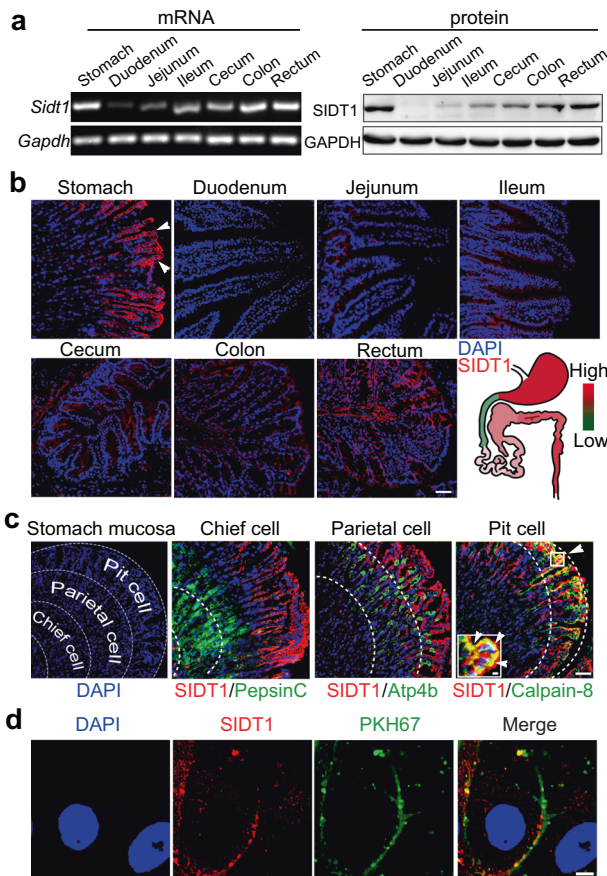 a
mRNA
protein
Stomach Duodenum Jejunum Ileum Cecum Colon Rectum
Stomach Duodenum Jejunum Ileum Cecum Colon Rectum
Sidt1
SIDT1
Gapdh
GAPDH
b
Stomach Duodenum Jejunum Ileum
Cecum Colon Rectum
DAPI
SIDT1
High
Low
c
Stomach mucosa Chief cell Parietal cell Pit cell
Pit cell
Parietal cell
Chief cell
DAPI SIDT1/PepsinC SIDT1/Atp4b SIDT1/Calpain-8
d
DAPI SIDT1 PKH67 Merge